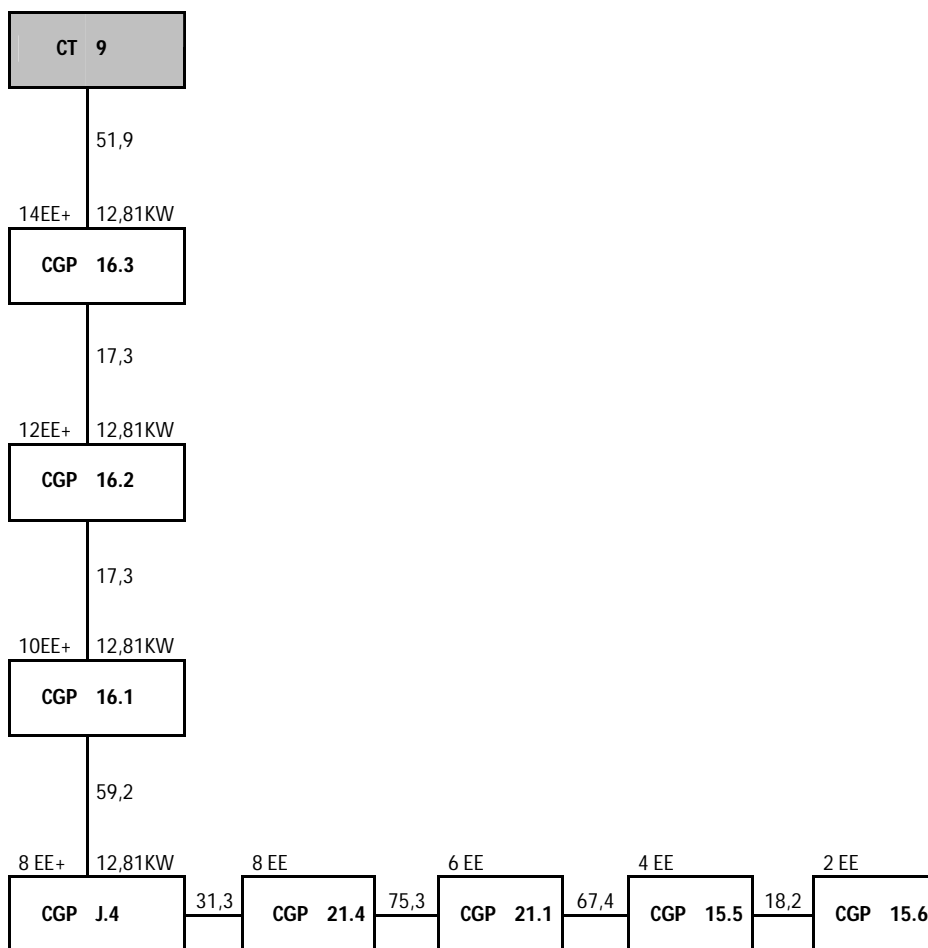 CT 9
51,9
14EE+ 12,81KW
CGP 16.3
17,3
12EE+ 12,81KW
CGP 16.2
17,3
10EE+ 12,81KW
CGP 16.1
59,2
8 EE+ 12,81KW 8 EE 6 EE 4 EE 2 EE
CGP J.4 31,3 CGP 21.4 75,3 CGP 21.1 67,4 CGP 15.5 18,2 CGP 15.6